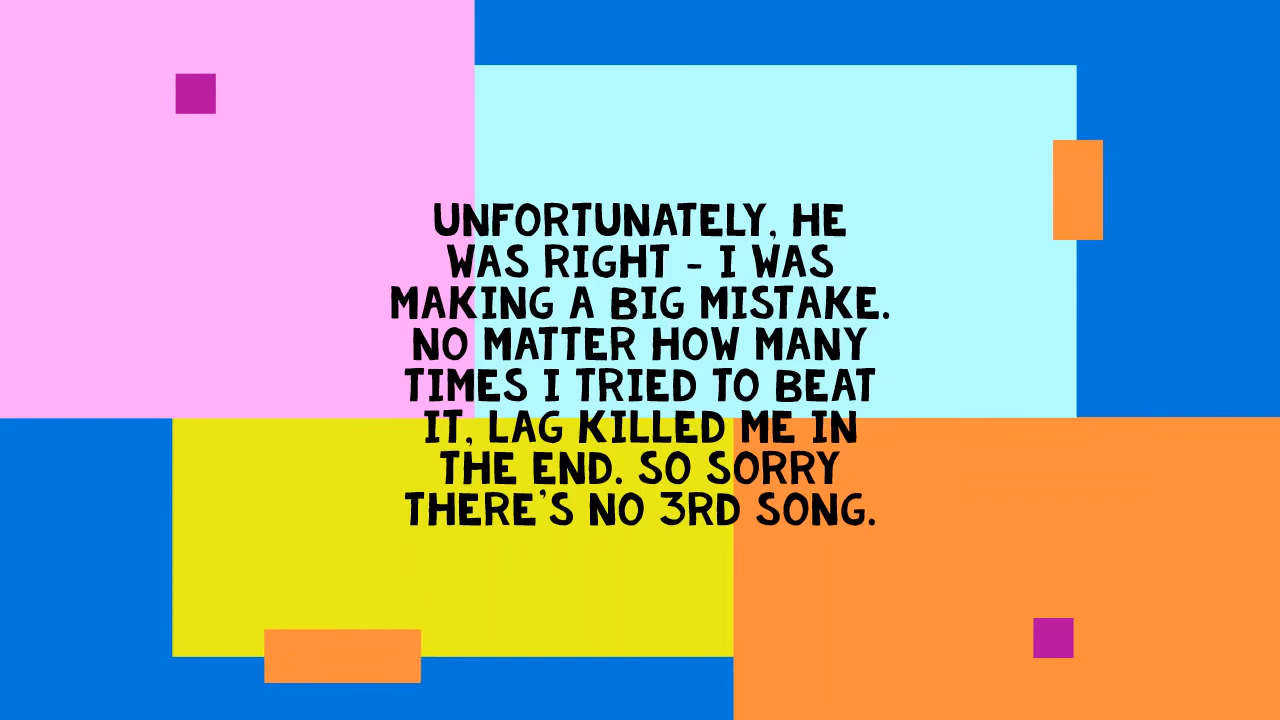 UNFORTUNATELY, HE
WAS RIGHT - I WAS
MAKING A BIG MISTAKE.
NO MATTER HOW MANY
TIMES I TRIED TO BEAT
IT, LAG KILLED ME IN
THE END. SO SORRY
THERE'S NO 3RD SONG.